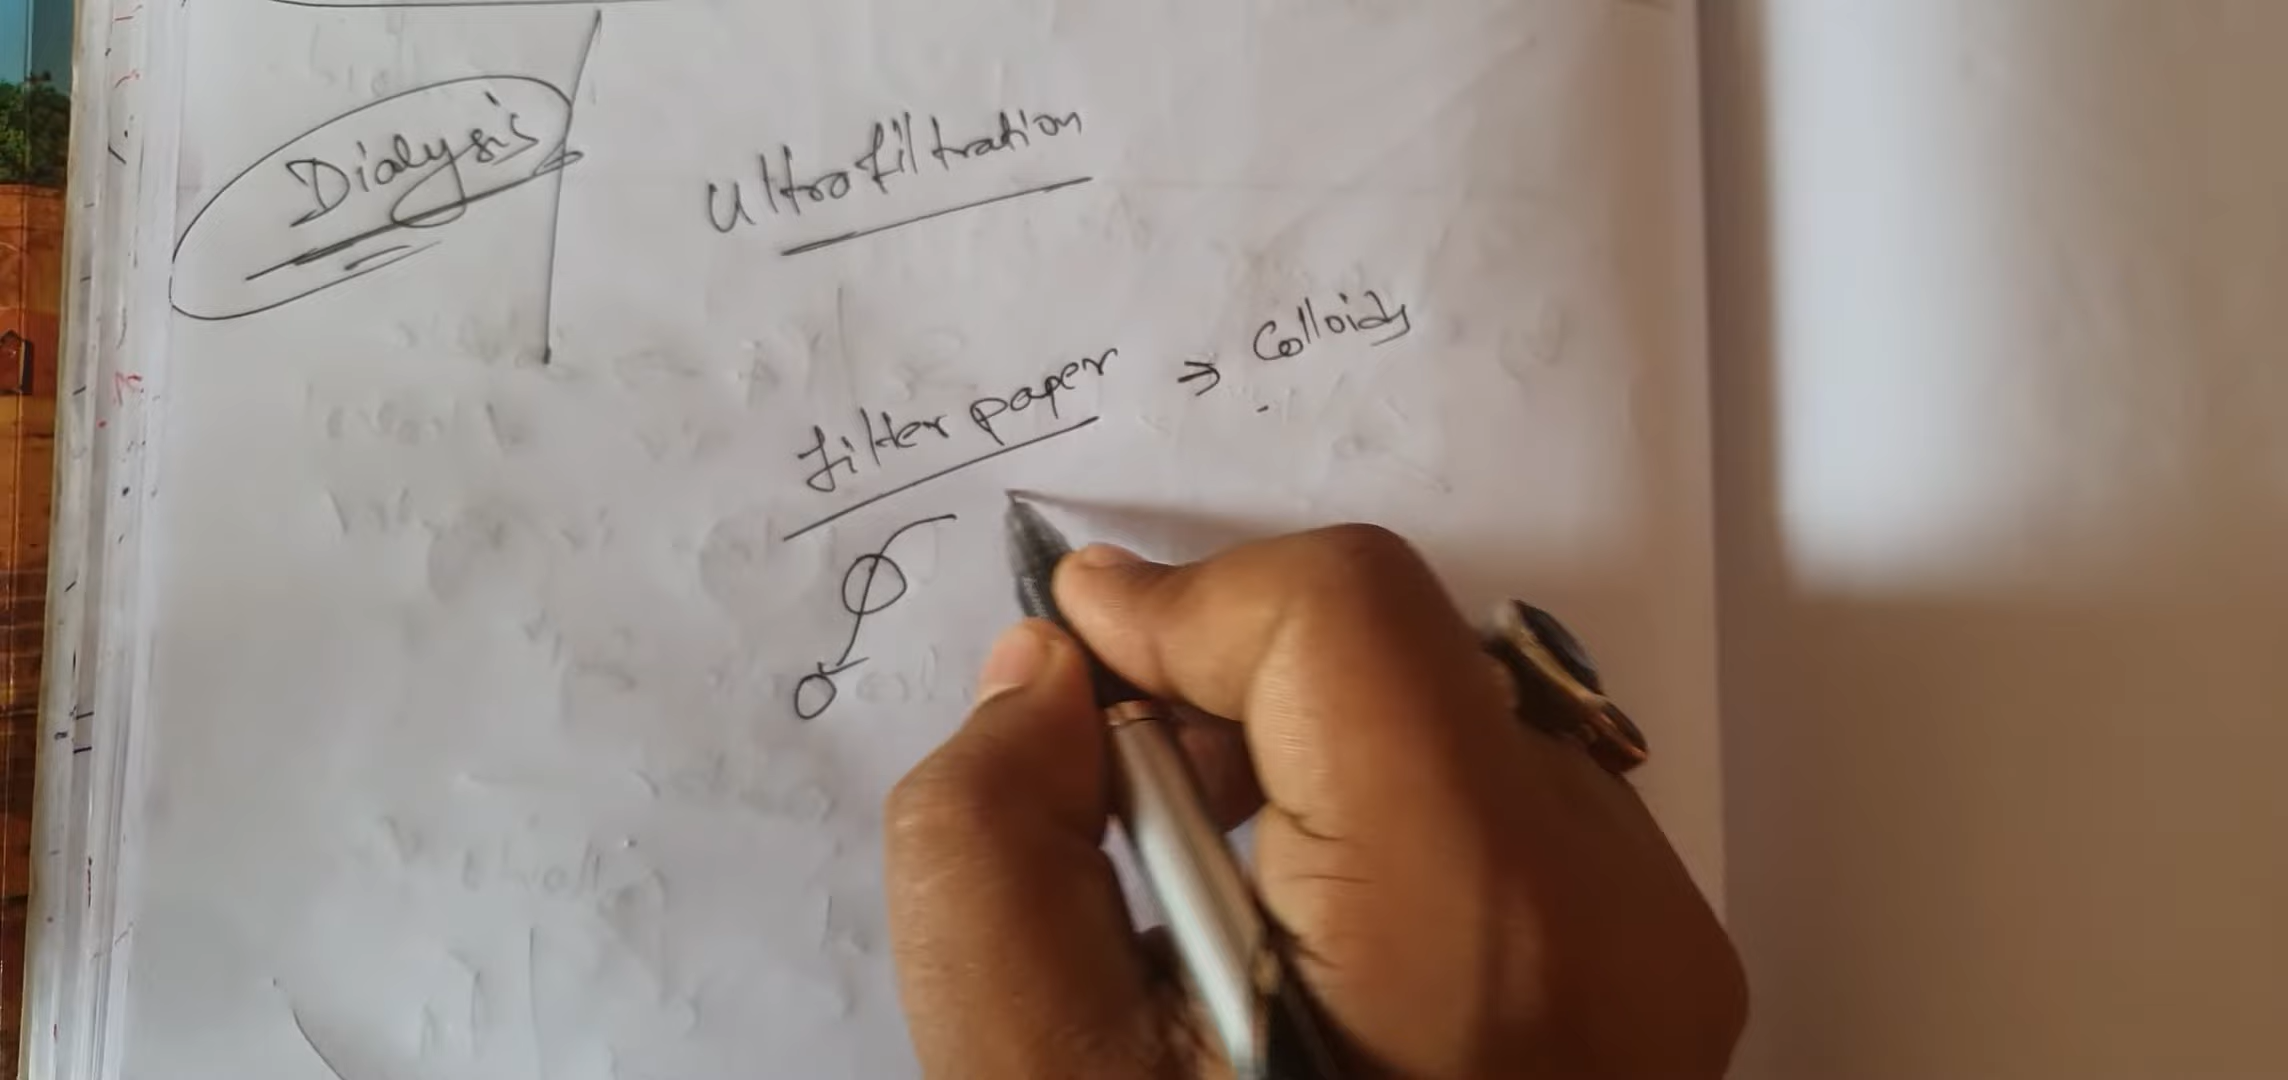 Dialysis
Ultrafiltration
filter paper → Colloids